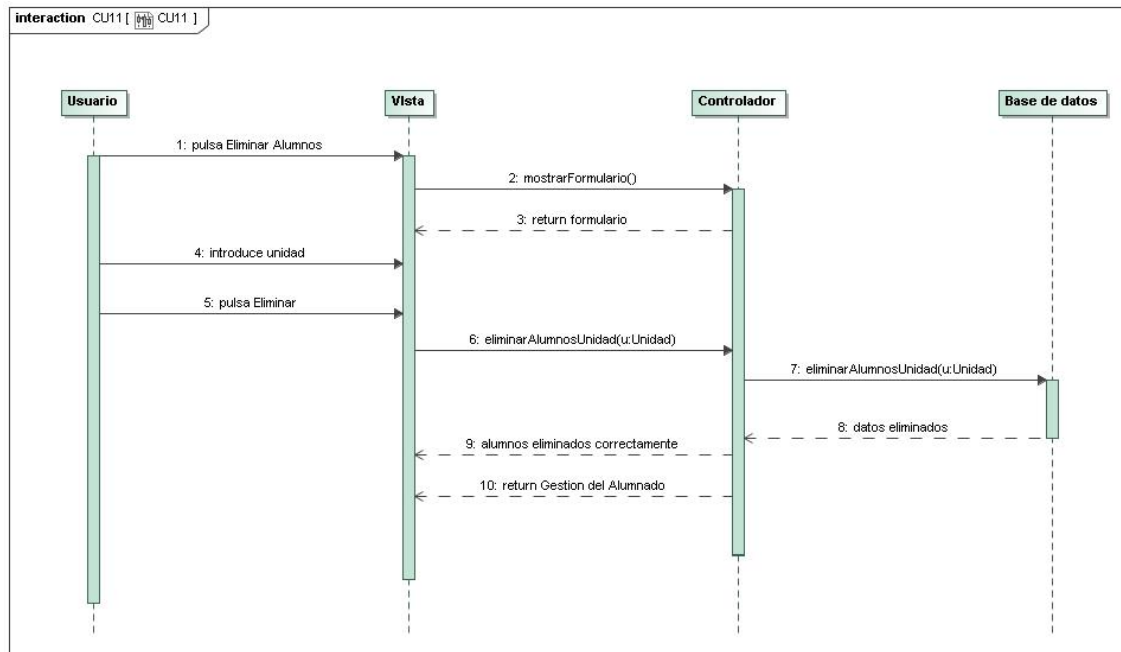 interaction CU11 [ CU11 ]
Usuario
VIsta
Controlador
Base de datos
1: pulsa Eliminar Alumnos
2: mostrarFormulario()
3: return formulario
4: introduce unidad
5: pulsa Eliminar
6: eliminarAlumnosUnidad(u:Unidad)
7: eliminarAlumnosUnidad(u:Unidad)
8: datos eliminados
9: alumnos eliminados correctamente
10: return Gestion del Alumnado